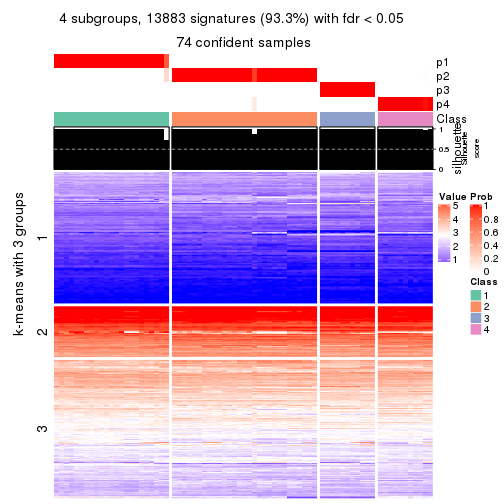 4 subgroups, 13883 signatures (93.3%) with fdr < 0.05
74 confident samples
p1
p2
p3
p4
Class
silhouette
Silhouette
score
1
0.5
0
k-means with 3 groups
1
2
3
Value
5
4
3
2
1
Prob
1
0.8
0.6
0.4
0.2
0
Class
1
2
3
4